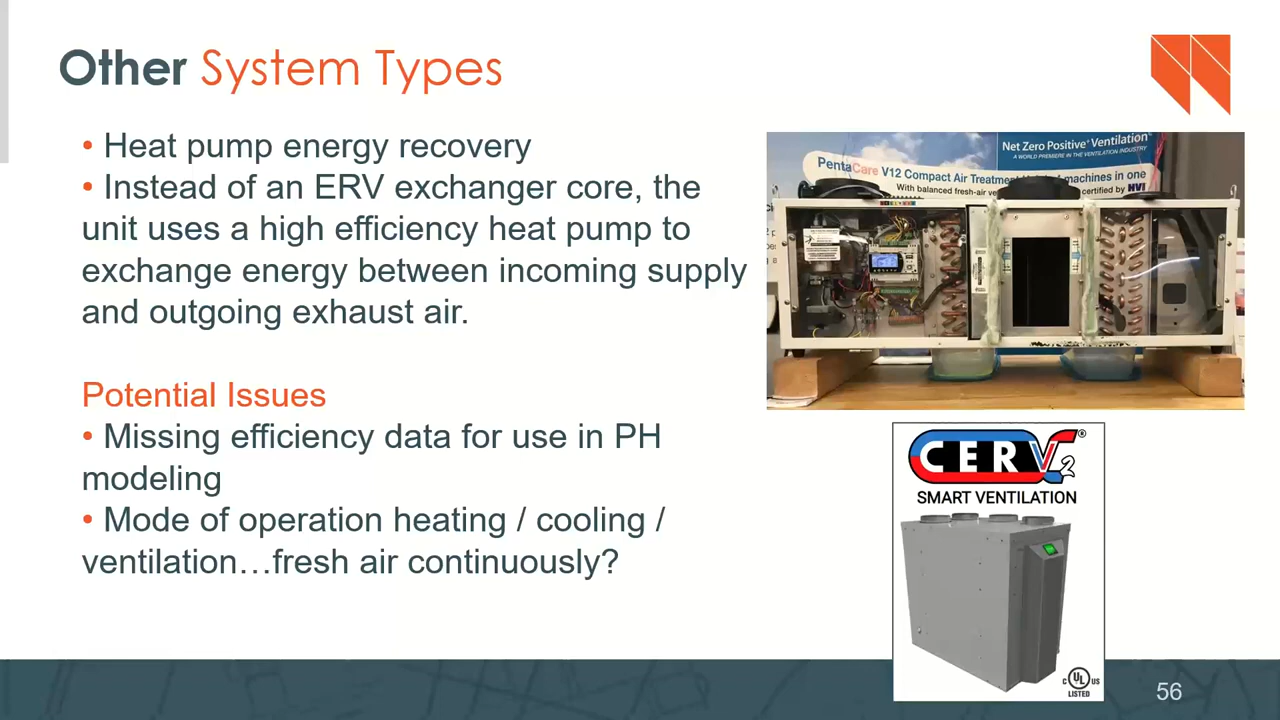 Other System Types
• Heat pump energy recovery
• Instead of an ERV exchanger core, the
unit uses a high efficiency heat pump to
exchange energy between incoming supply
and outgoing exhaust air.
Potential Issues
• Missing efficiency data for use in PH
modeling
• Mode of operation heating / cooling /
ventilation…fresh air continuously?
Net Zero Positive® Ventilation
A WORLD PREMIERE IN THE VENTILATION INDUSTRY
PentaCare V12 Compact Air Treatment machines in one
With balanced fresh-air certified by HVI
CERV2®
SMART VENTILATION
C UL US
LISTED
56